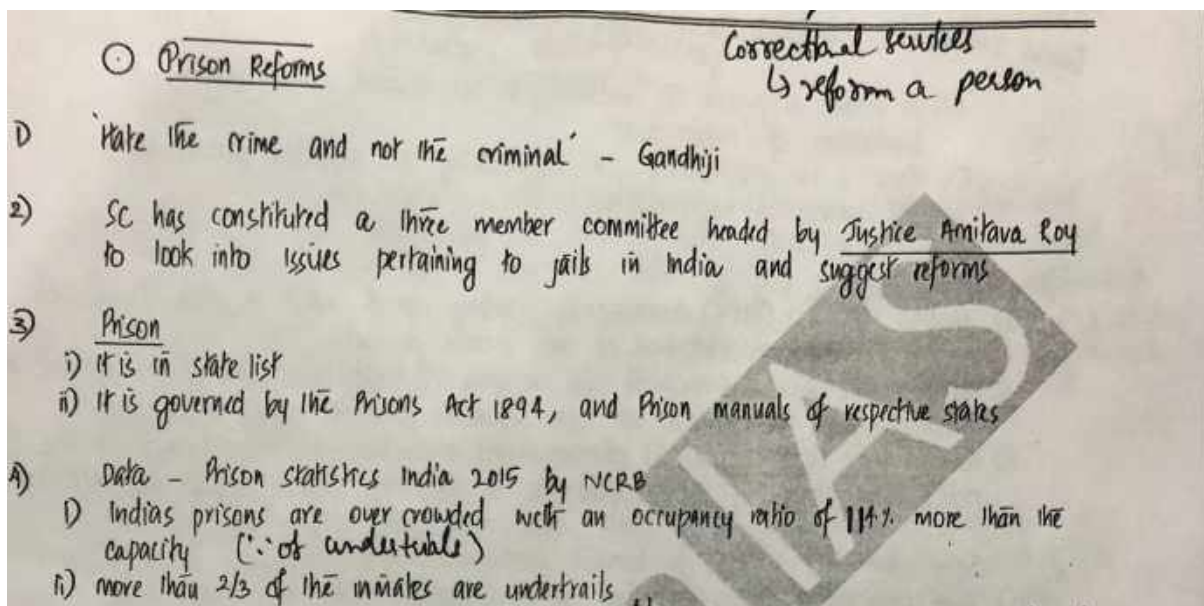 ⊙ Prison Reforms
Correctional services
↳ reform a person
1) 'Hate the crime and not the criminal' - Gandhiji
2) SC has constituted a three member committee headed by Justice Amitava Roy
to look into issues pertaining to jails in India and suggest reforms
3) Prison
i) It is in state list
ii) It is governed by the Prisons Act 1894, and Prison manuals of respective states
4) Data - Prison statistics India 2015 by NCRB
i) Indias prisons are over crowded with an occupancy ratio of 114% more than the
capacity (∵ of undertrials)
ii) more than 2/3 of the inmates are undertrails
IAS